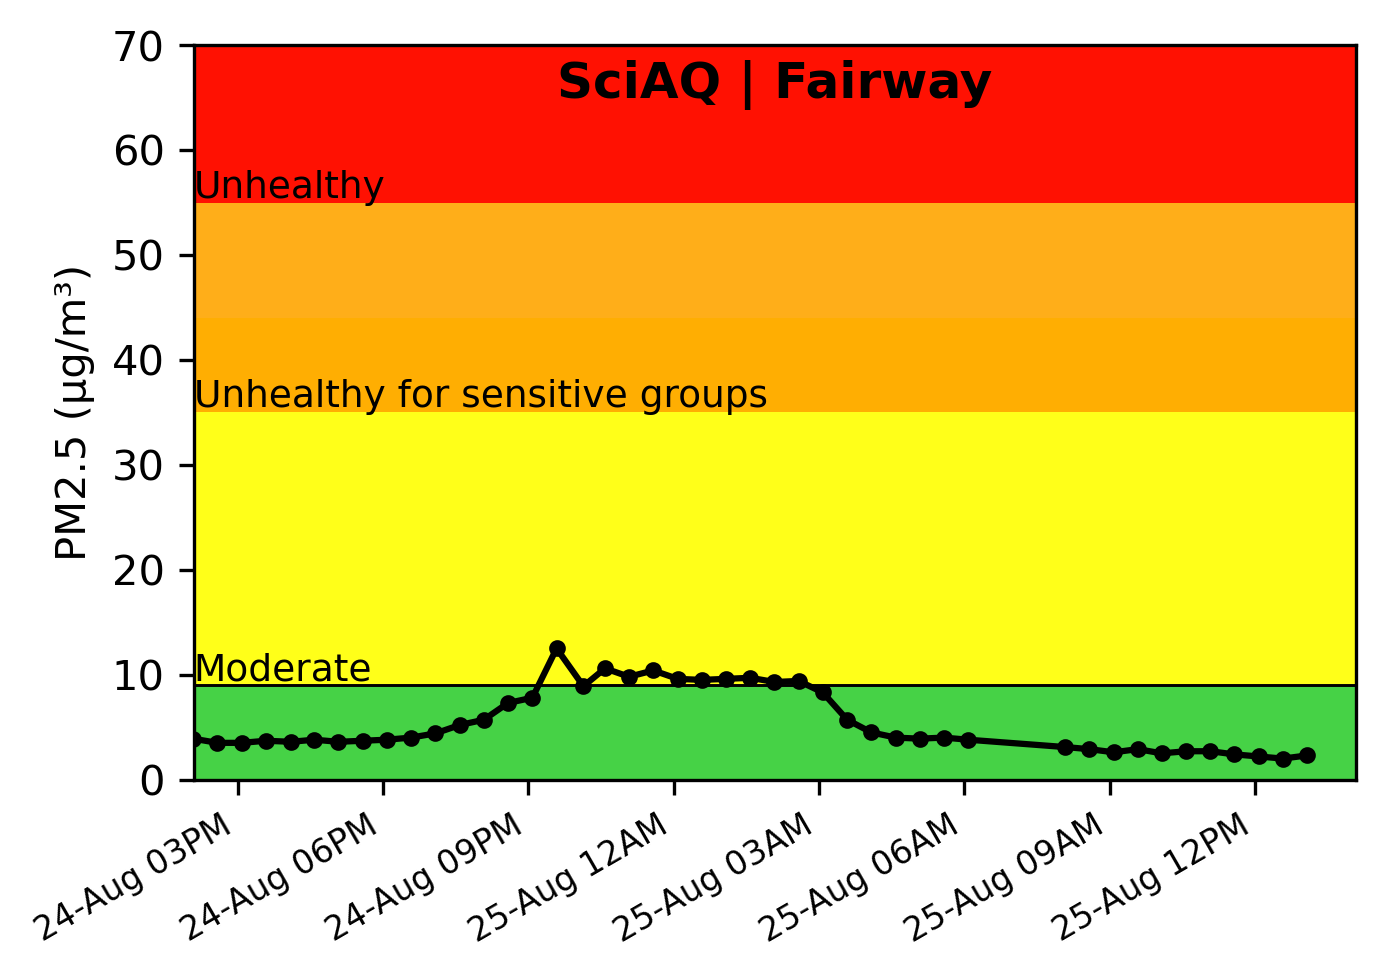 SciAQ | Fairway
PM2.5 (µg/m³)
70
60
50
40
30
20
10
0
Unhealthy
Unhealthy for sensitive groups
Moderate
24-Aug 03PM
24-Aug 06PM
24-Aug 09PM
25-Aug 12AM
25-Aug 03AM
25-Aug 06AM
25-Aug 09AM
25-Aug 12PM